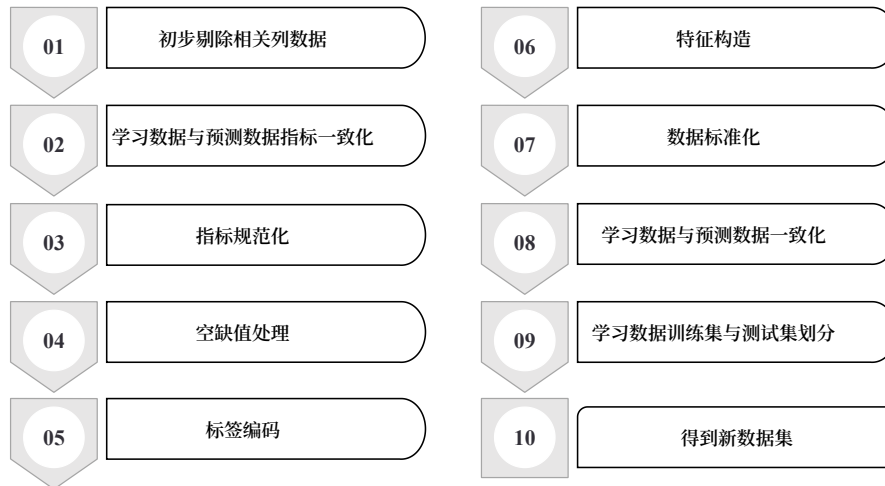 01
初步剔除相关列数据
02
学习数据与预测数据指标一致化
03
指标规范化
04
空缺值处理
05
标签编码
06
特征构造
07
数据标准化
08
学习数据与预测数据一致化
09
学习数据训练集与测试集划分
10
得到新数据集